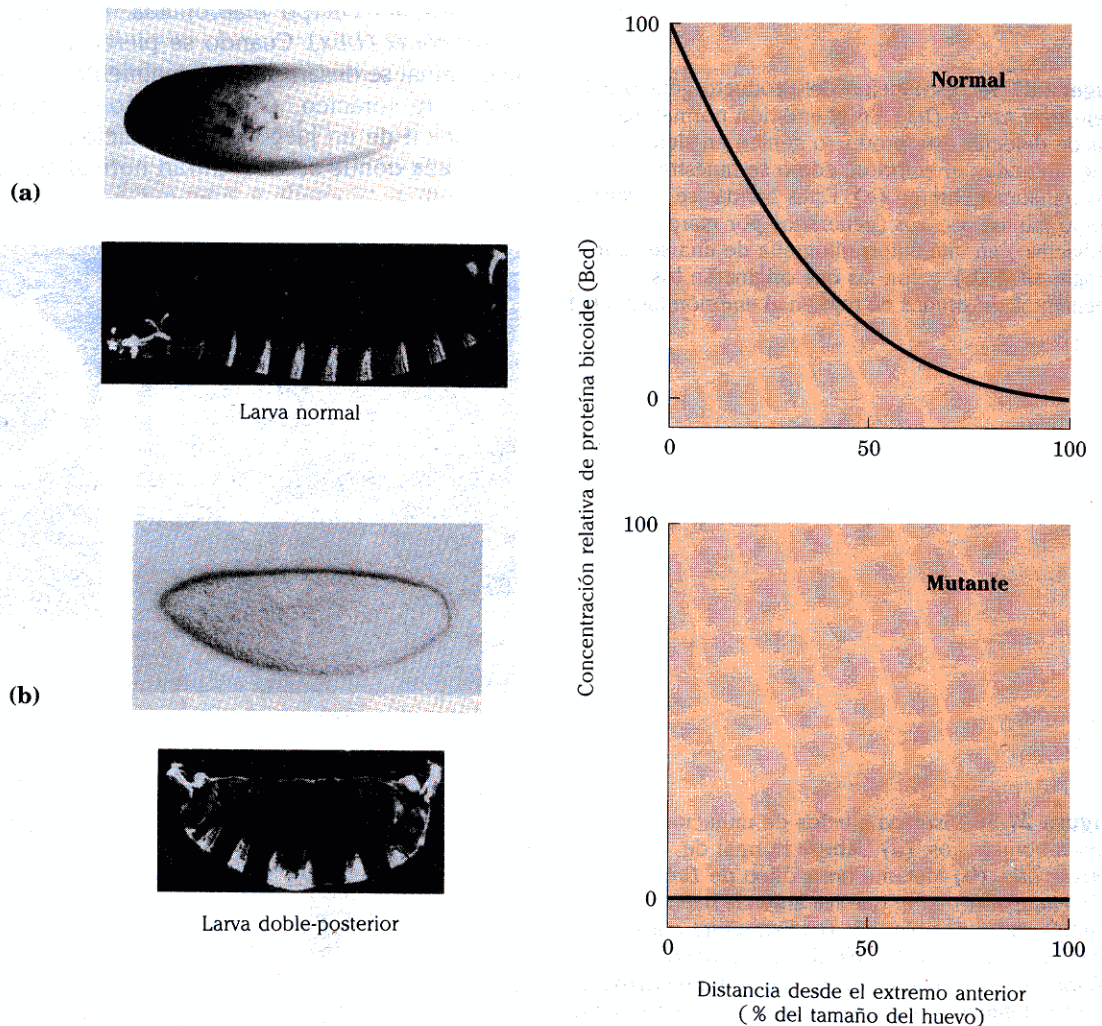 (a)
Larva normal
(b)
Larva doble-posterior
Concentración relativa de proteína bicoide (Bcd)
100
Normal
0
0
50
100
100
Mutante
0
0
50
100
Distancia desde el extremo anterior
( % del tamaño del huevo)